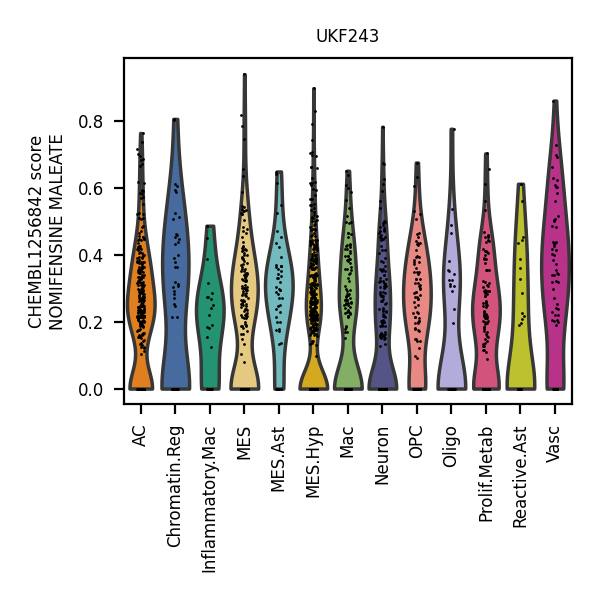 UKF243
CHEMBL1256842 score
NOMIFENSINE MALEATE
0.8
0.6
0.4
0.2
0.0
AC
Chromatin.Reg
Inflammatory.Mac
MES
MES.Ast
MES.Hyp
Mac
Neuron
OPC
Oligo
Prolif.Metab
Reactive.Ast
Vasc